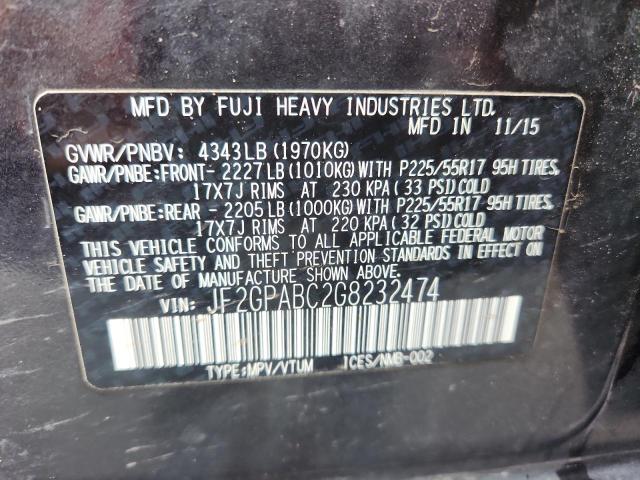 MFD BY FUJI HEAVY INDUSTRIES LTD.
MFD IN 11/15
GVWR/PNBV: 4343LB (1970KG)
GAWR/PNBE:FRONT- 2227LB (1010KG) WITH P225/55R17 95H TIRES,
17X7J RIMS AT 230 KPA (33 PSI) COLD
GAWR/PNBE:REAR - 2205LB (1000KG) WITH P225/55R17 95H TIRES,
17X7J RIMS AT 220 KPA (32 PSI) COLD
THIS VEHICLE CONFORMS TO ALL APPLICABLE FEDERAL MOTOR
VEHICLE SAFETY AND THEFT PREVENTION STANDARDS IN EFFECT ON
THE DATE OF MANUFACTURE SHOWN ABOVE.
VIN: JF2GPABC2G8232474
TYPE:MPV/VTUM ICES/NMB-002